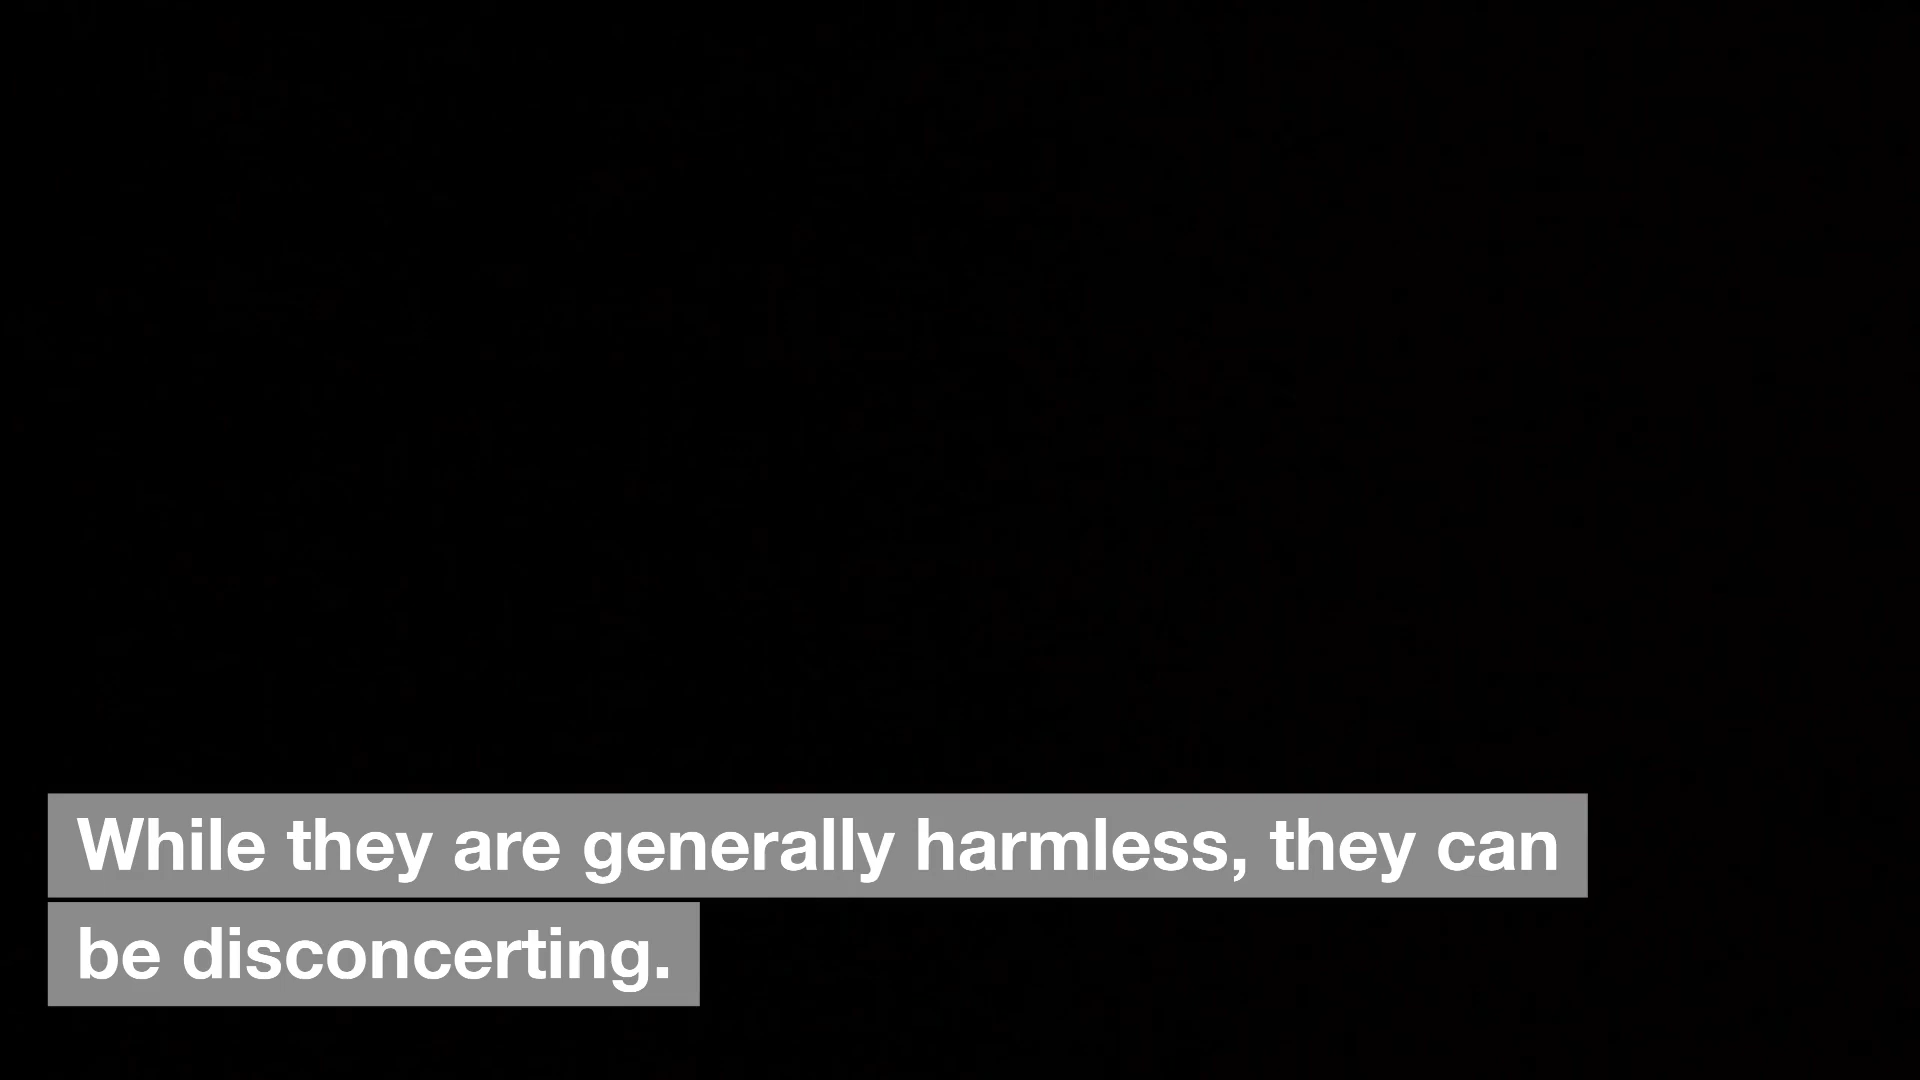 While they are generally harmless, they can
be disconcerting.